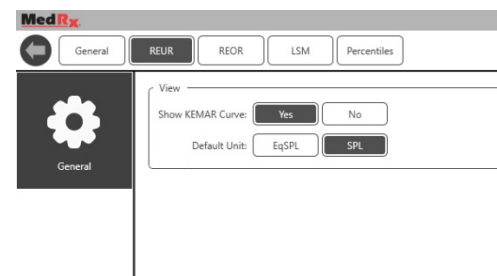 MedRx
General REUR REOR LSM Percentiles
View
Show KEMAR Curve: Yes No
Default Unit: EqSPL SPL
General